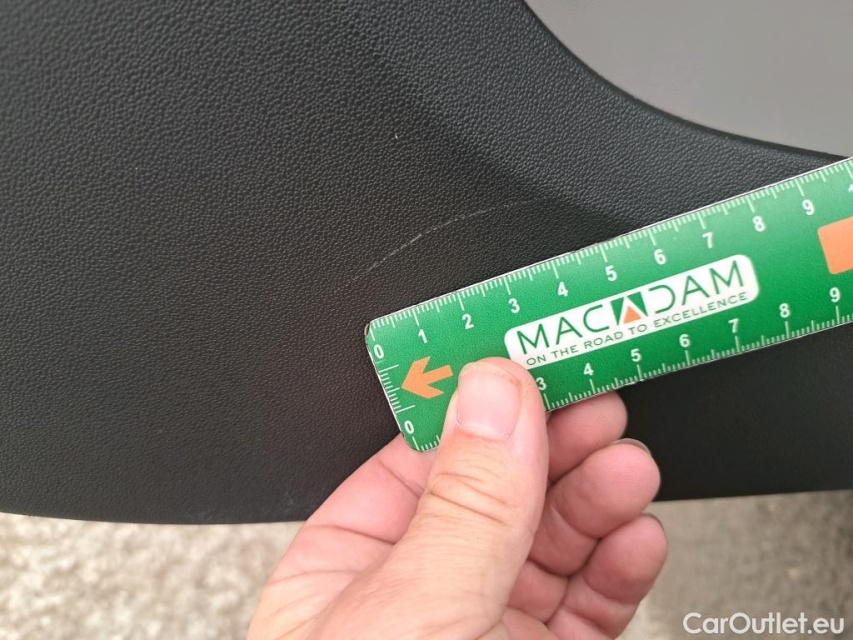 0 1 2 3 4 5 6 7 8 9
MACADAM
ON THE ROAD TO EXCELLENCE
0 3 4 5 6 7 8 9
CarOutlet.eu